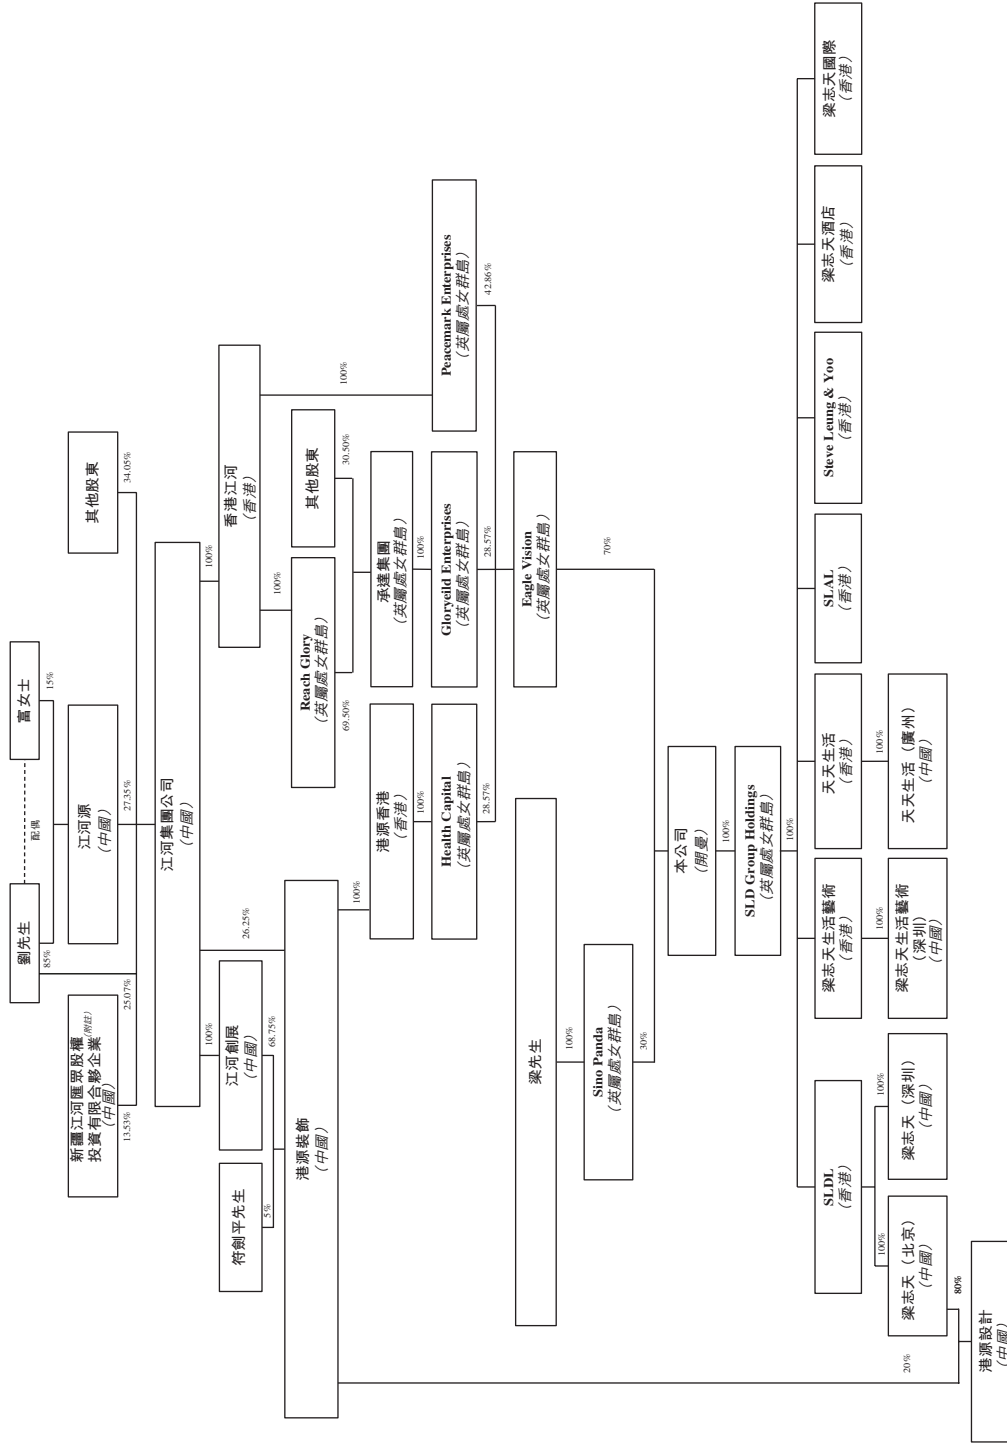 劉先生
富女士
配偶
85%
15%
新疆江河匯眾股權
投資有限合夥企業(附註)
(中國)
江河源
(中國)
其他股東
13.53%
25.07%
27.35%
34.05%
江河集團公司
(中國)
100%
26.25%
100%
符劍平先生
江河創展
(中國)
香港江河
(香港)
5%
68.75%
100%
100%
港源裝飾
(中國)
Reach Glory
(英屬處女群島)
其他股東
100%
69.50%
30.50%
港源香港
(香港)
承達集團
(英屬處女群島)
100%
100%
Health Capital
(英屬處女群島)
Gloryeild Enterprises
(英屬處女群島)
Peacemark Enterprises
(英屬處女群島)
28.57%
28.57%
42.86%
梁先生
Eagle Vision
(英屬處女群島)
100%
70%
Sino Panda
(英屬處女群島)
30%
本公司
(開曼)
100%
SLD Group Holdings
(英屬處女群島)
100%
SLDL
(香港)
梁志天生活藝術
(香港)
天天生活
(香港)
SLAL
(香港)
Steve Leung & Yoo
(香港)
梁志天酒店
(香港)
梁志天國際
(香港)
100%
100%
100%
100%
梁志天(北京)
(中國)
梁志天(深圳)
(中國)
梁志天生活藝術
(深圳)
(中國)
天天生活(廣州)
(中國)
20%
80%
港源設計
(中國)